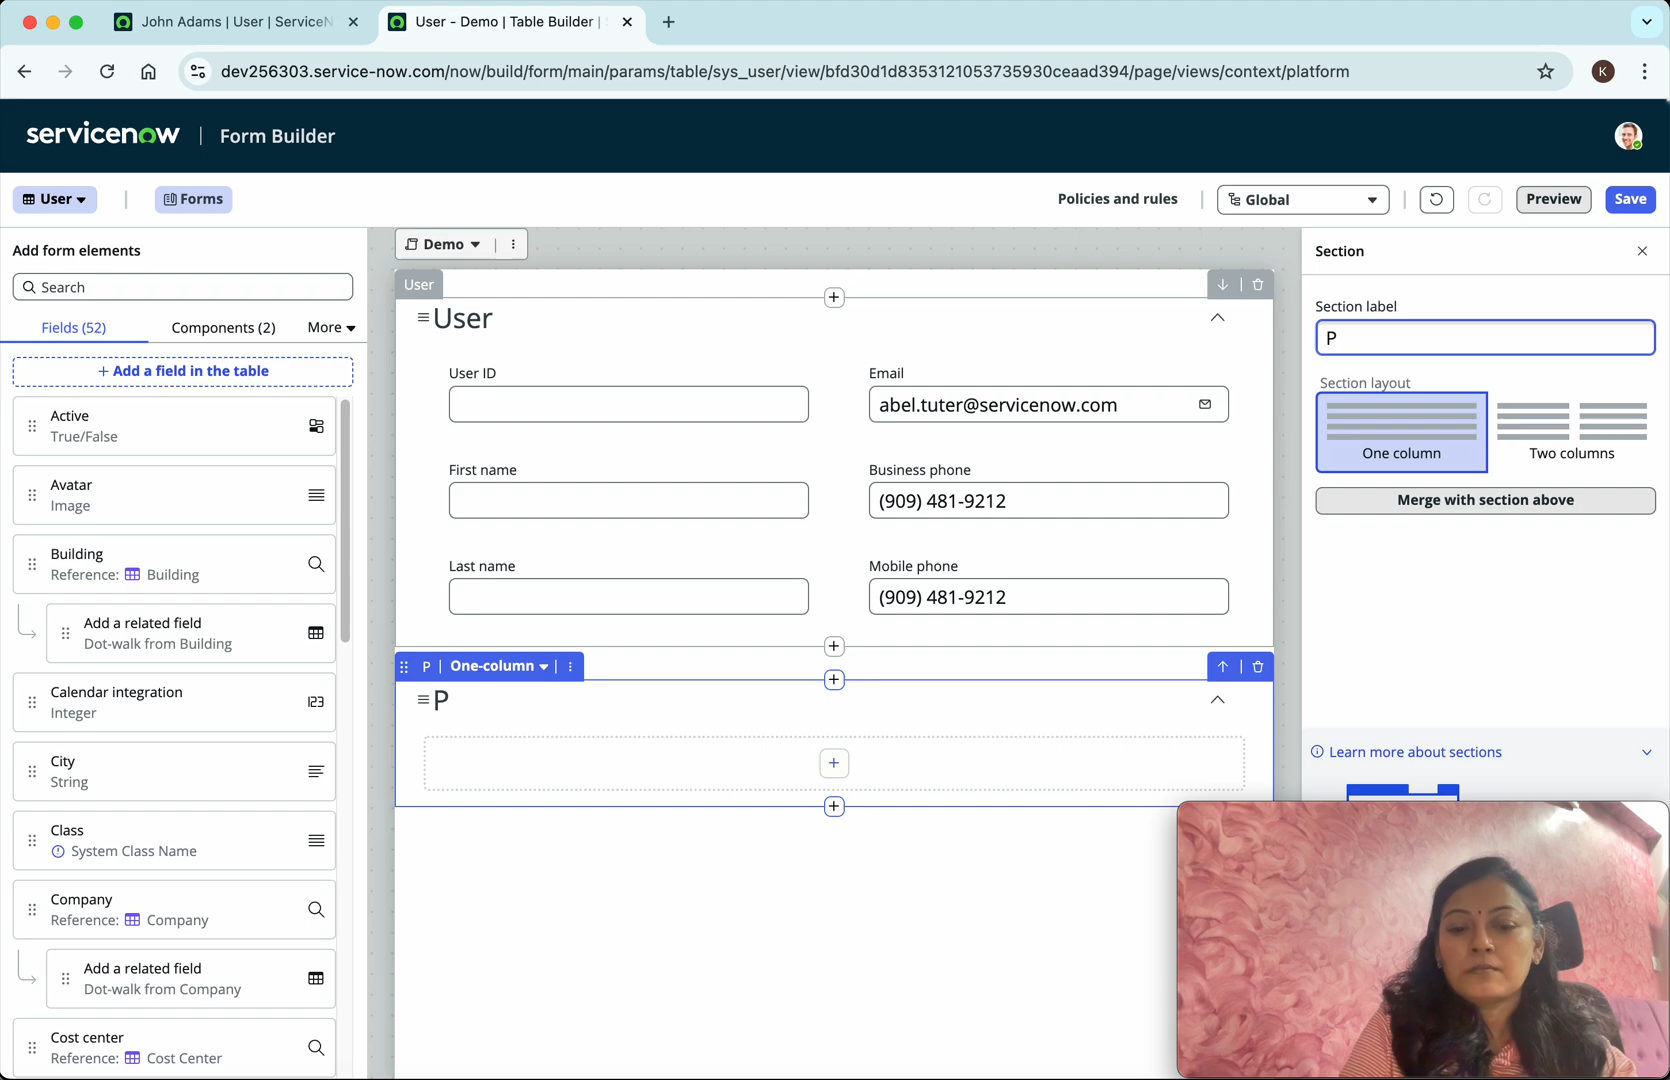 John Adams | User | ServiceN
User - Demo | Table Builder |
dev256303.service-now.com/now/build/form/main/params/table/sys_user/view/bfd30d1d8353121053735930ceaad394/page/views/context/platform
K
servicenow | Form Builder
User
Forms
Policies and rules
Global
Preview
Save
Add form elements
Search
Fields (52)
Components (2)
More
+ Add a field in the table
Active
True/False
Avatar
Image
Building
Reference: Building
Add a related field
Dot-walk from Building
Calendar integration
Integer
123
City
String
Class
System Class Name
Company
Reference: Company
Add a related field
Dot-walk from Company
Cost center
Reference: Cost Center
Demo
User
User
User ID
Email
abel.tuter@servicenow.com
First name
Business phone
(909) 481-9212
Last name
Mobile phone
(909) 481-9212
P | One-column
P
Section
Section label
P
Section layout
One column
Two columns
Merge with section above
Learn more about sections